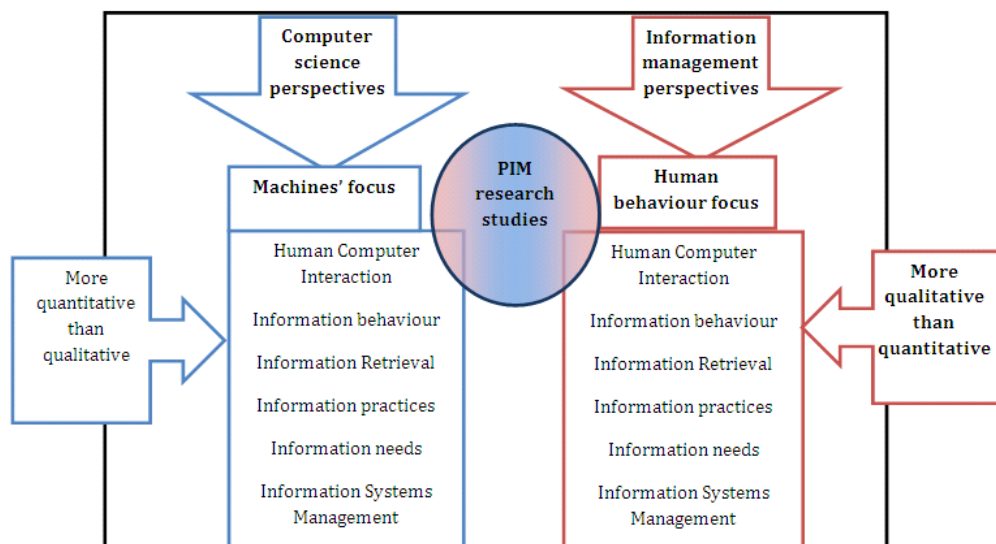 Computer
science
perspectives
Information
management
perspectives
PIM
research
studies
Machines’ focus
Human
behaviour focus
More
quantitative
than
qualitative
Human Computer
Interaction
Information behaviour
Information Retrieval
Information practices
Information needs
Information Systems
Management
Human Computer
Interaction
Information behaviour
Information Retrieval
Information practices
Information needs
Information Systems
Management
More
qualitative
than
quantitative